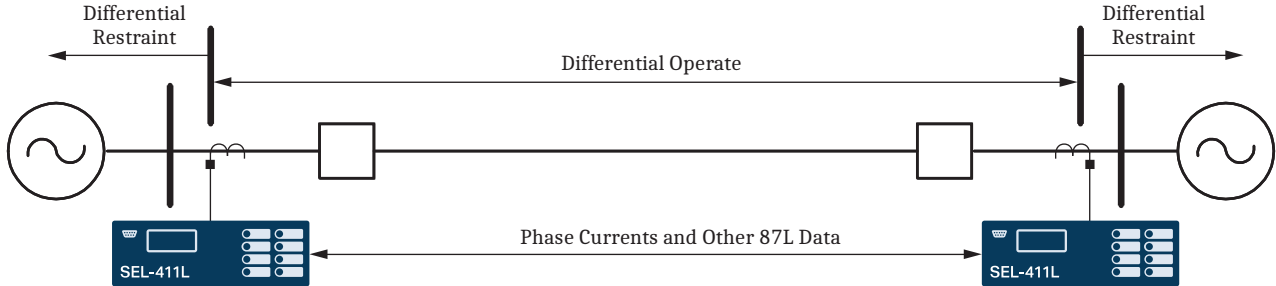 Differential
Restraint
Differential
Restraint
Differential Operate
Phase Currents and Other 87L Data
SEL-411L
SEL-411L